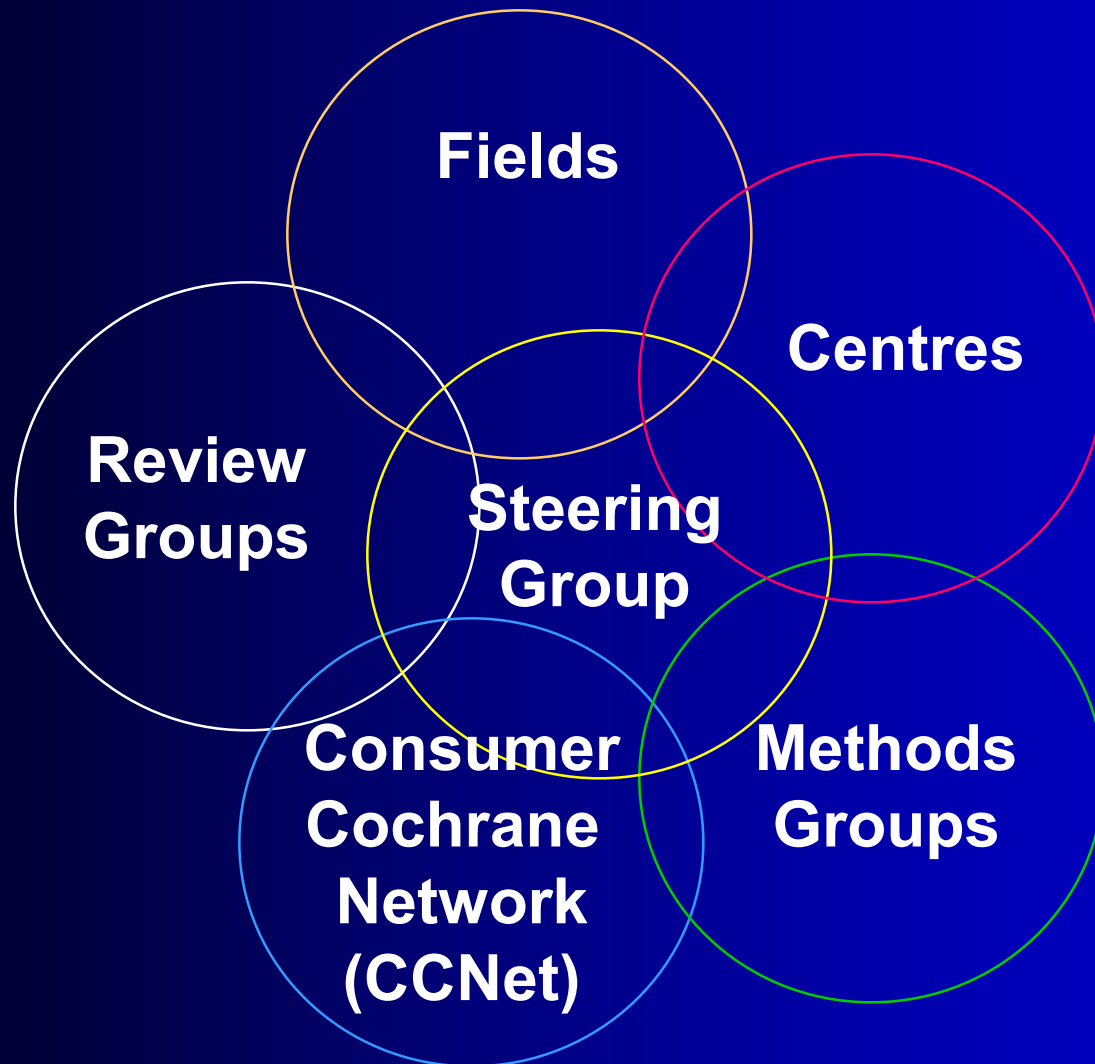 Fields
Centres
Review
Groups
Steering
Group
Consumer
Cochrane
Network
(CCNet)
Methods
Groups